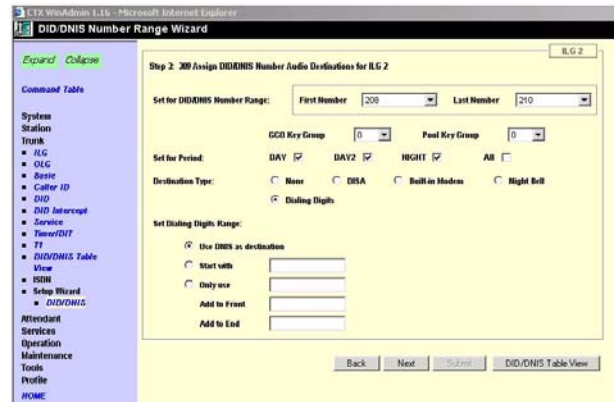 CTX WinAdmin 1.16 - Microsoft Internet Explorer
DID/DNIS Number Range Wizard
Expand Collapse
Command Table
System
Station
Trunk
ILG
OLG
Basic
Caller ID
DID
DID Intercept
Service
Timer/DIT
T1
DID/DNIS Table View
ISDN
Setup Wizard
DID/DNIS
Attendant
Services
Operation
Maintenance
Tools
Profile
HOME
ILG 2
Step 2: 309 Assign DID/DNIS Number Audio Destinations for ILG 2
Set for DID/DNIS Number Range: First Number 208 Last Number 210
GCO Key Group 0 Pool Key Group 0
Set for Period: DAY DAY2 NIGHT All
Destination Type: None DISA Built-in Modem Night Bell
Dialing Digits
Set Dialing Digits Range:
Use DNIS as destination
Start with
Only use
Add to Front
Add to End
Back Next Submit DID/DNIS Table View